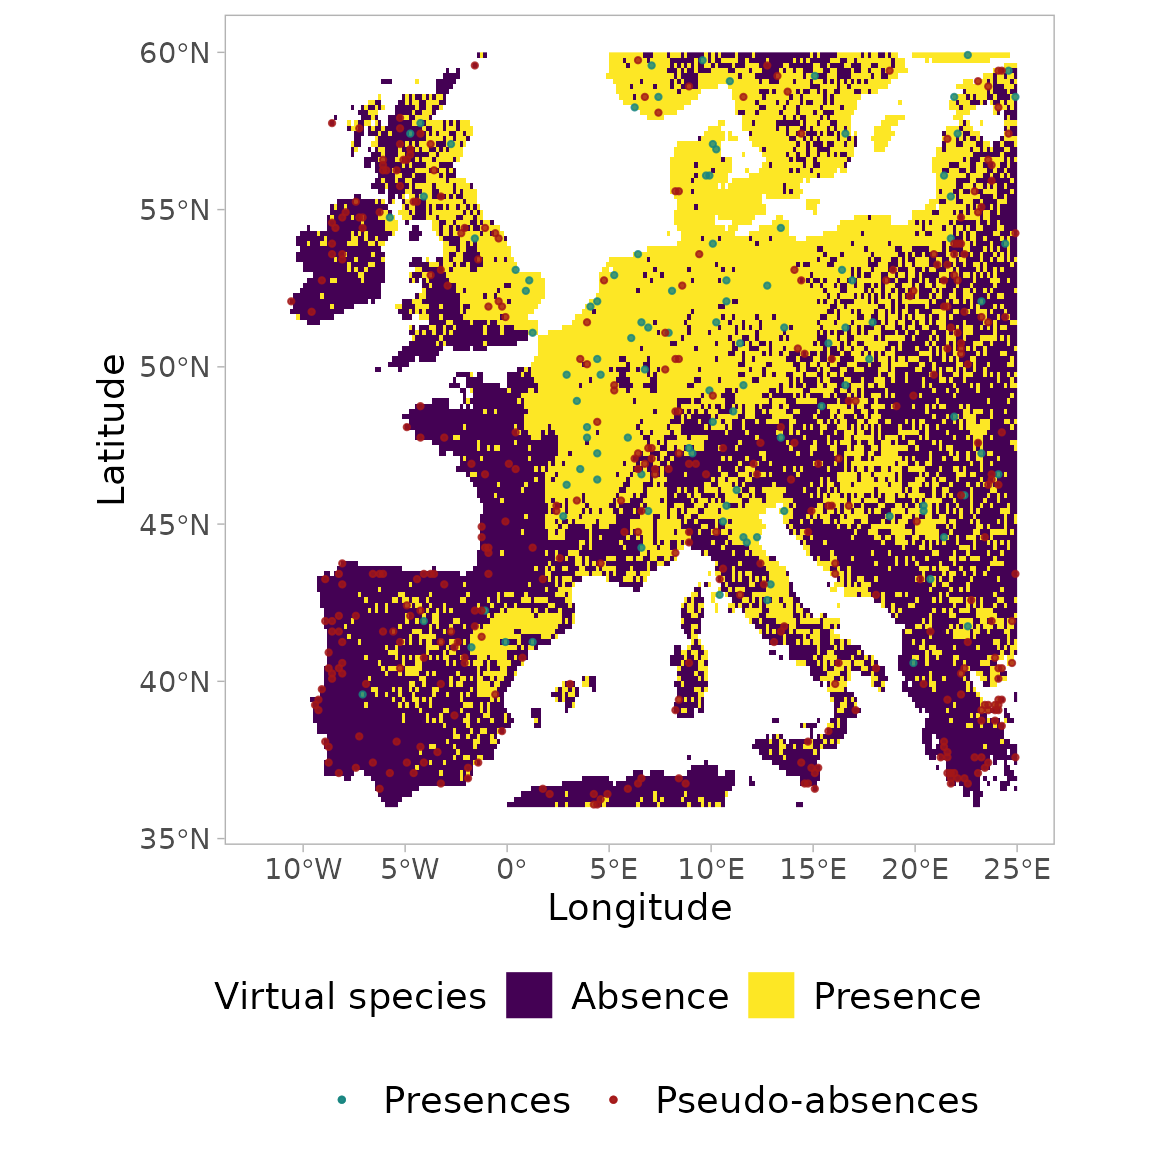 60°N
55°N
50°N
45°N
40°N
35°N
Latitude
10°W 5°W 0° 5°E 10°E 15°E 20°E 25°E
Longitude
Virtual species Absence Presence
Presences Pseudo-absences